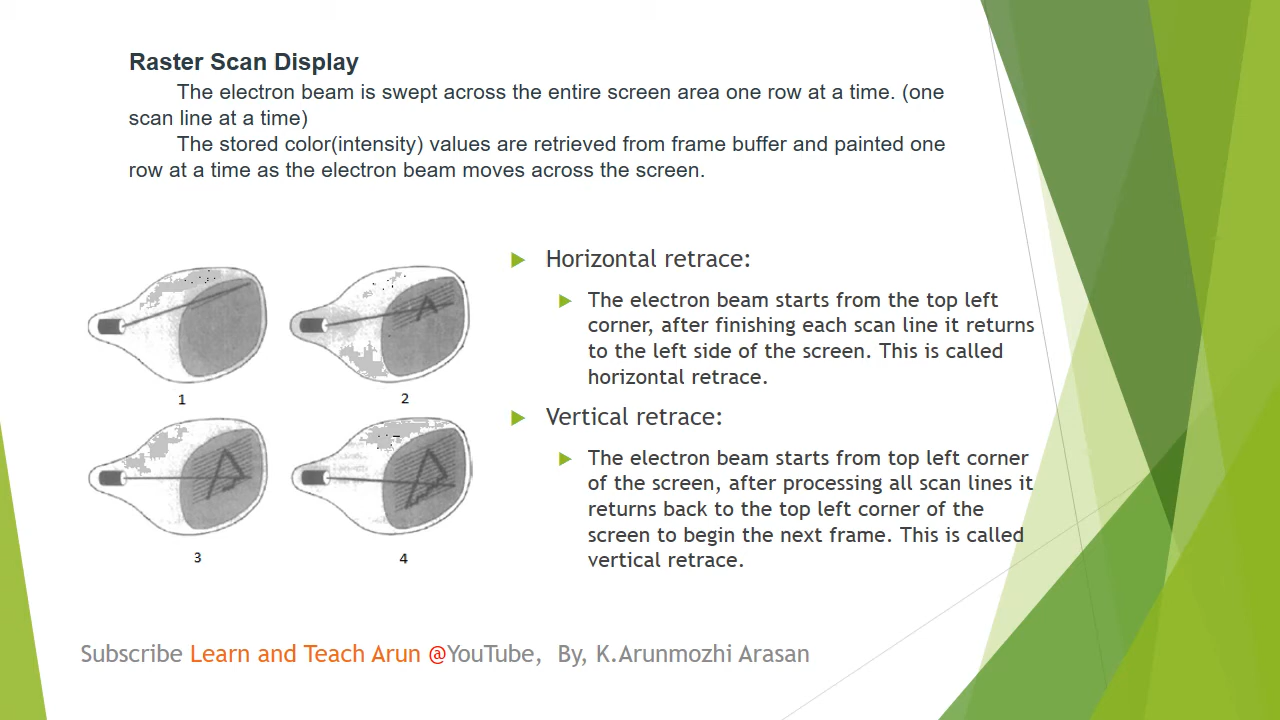 Raster Scan Display
The electron beam is swept across the entire screen area one row at a time. (one
scan line at a time)
The stored color(intensity) values are retrieved from frame buffer and painted one
row at a time as the electron beam moves across the screen.
1
2
3
4
Horizontal retrace:
The electron beam starts from the top left
corner, after finishing each scan line it returns
to the left side of the screen. This is called
horizontal retrace.
Vertical retrace:
The electron beam starts from top left corner
of the screen, after processing all scan lines it
returns back to the top left corner of the
screen to begin the next frame. This is called
vertical retrace.
Subscribe Learn and Teach Arun @YouTube, By, K.Arunmozhi Arasan